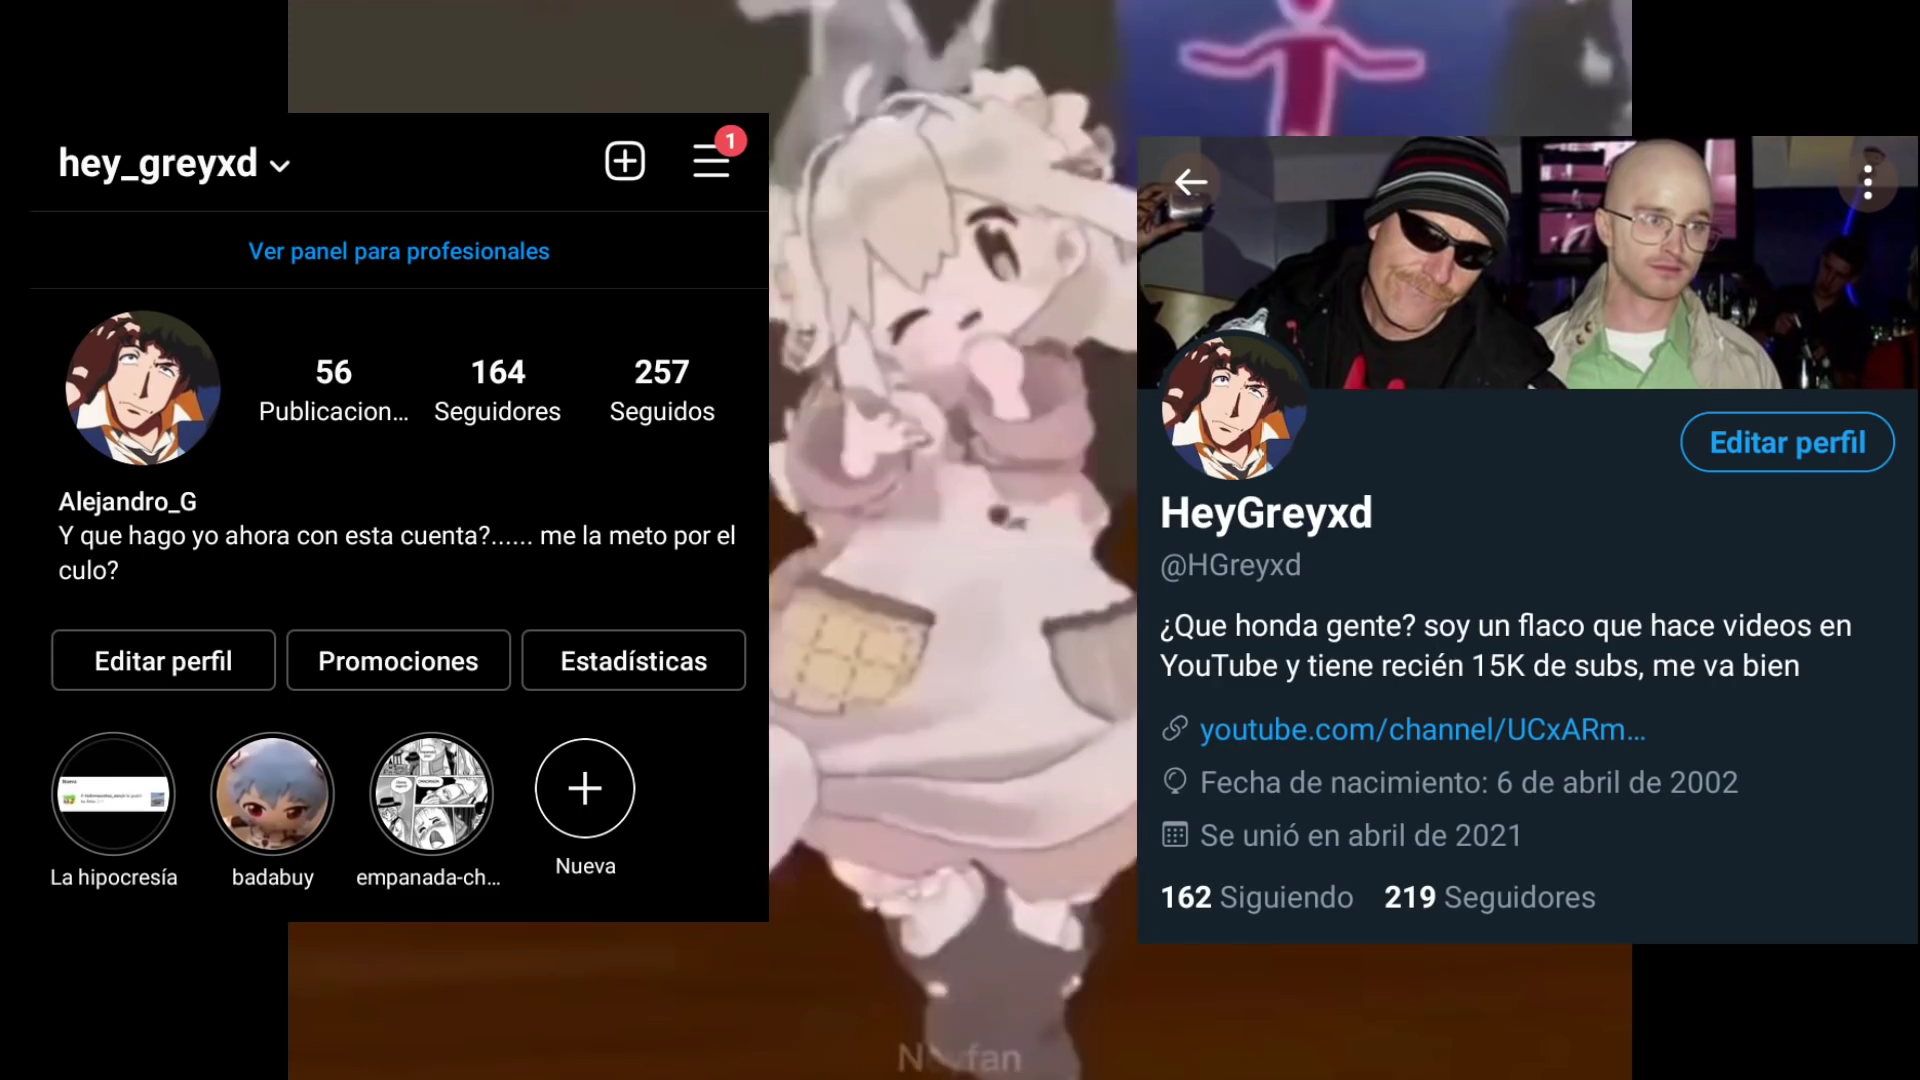 hey_greyxd
1
Ver panel para profesionales
56
Publicacion...
164
Seguidores
257
Seguidos
Alejandro_G
Y que hago yo ahora con esta cuenta?...... me la meto por el
culo?
Editar perfil
Promociones
Estadísticas
La hipocresía
badabuy
empanada-ch...
Nueva
Editar perfil
HeyGreyxd
@HGreyxd
¿Que honda gente? soy un flaco que hace videos en
YouTube y tiene recién 15K de subs, me va bien
youtube.com/channel/UCxARm...
Fecha de nacimiento: 6 de abril de 2002
Se unió en abril de 2021
162 Siguiendo 219 Seguidores